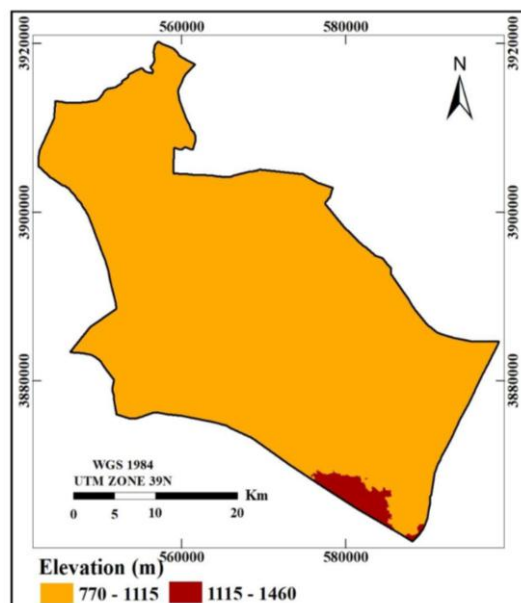 560000 580000
3920000
3900000
3880000
N
3920000
3900000
3880000
WGS 1984
UTM ZONE 39N
Km
0 5 10 20
560000 580000
Elevation (m)
770 - 1115 1115 - 1460